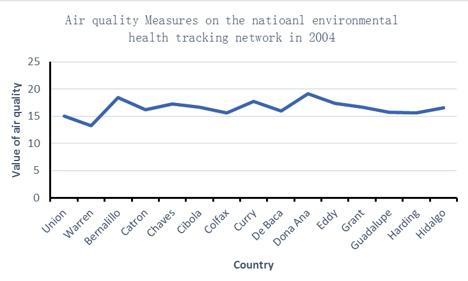 Air quality Measures on the natioanl environmental
health tracking network in 2004
Value of air quality
25
20
15
10
5
0
Union
Warren
Bernalillo
Catron
Chaves
Cibola
Colfax
Curry
De Baca
Dona Ana
Eddy
Grant
Guadalupe
Harding
Hidalgo
Country